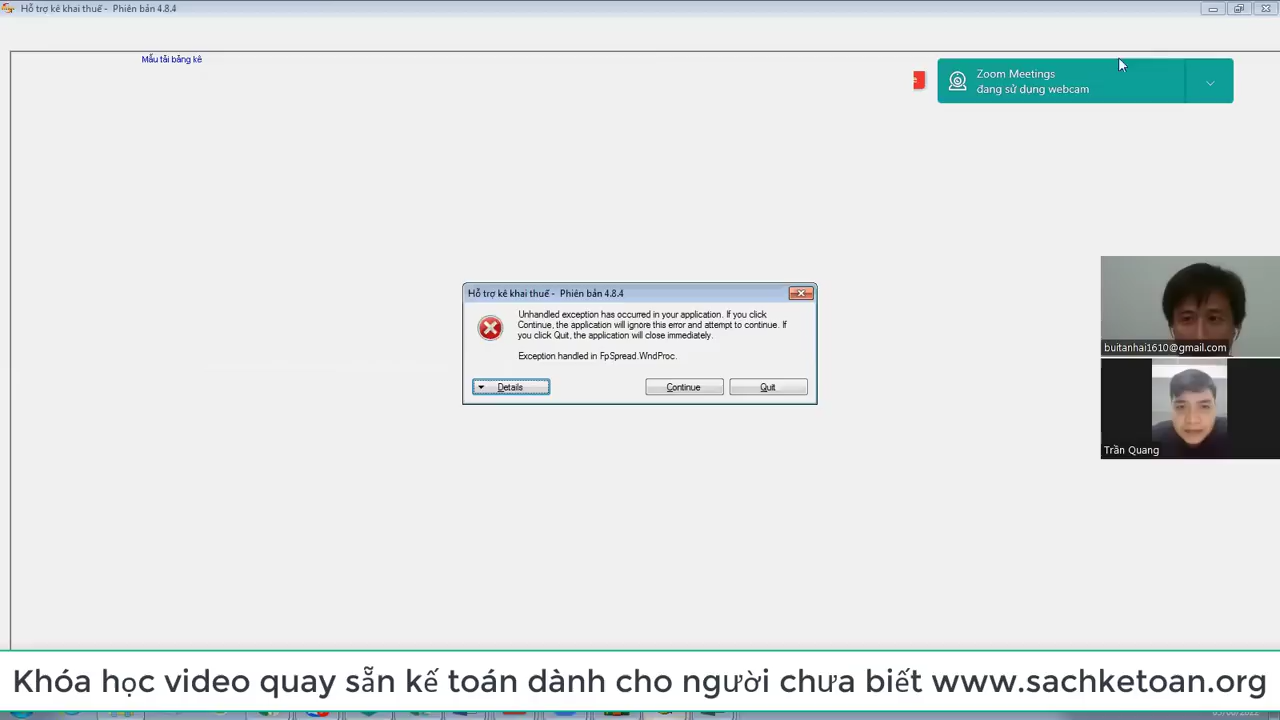 Hỗ trợ kê khai thuế - Phiên bản 4.8.4
Mẫu tải bảng kê
Zoom Meetings
đang sử dụng webcam
Hỗ trợ kê khai thuế - Phiên bản 4.8.4
Unhandled exception has occurred in your application. If you click
Continue, the application will ignore this error and attempt to continue. If
you click Quit, the application will close immediately.
Exception handled in FpSpread.WndProc.
Details
Continue
Quit
buitanhai1610@gmail.com
Trần Quang
Khóa học video quay sẵn kế toán dành cho người chưa biết www.sachketoan.org